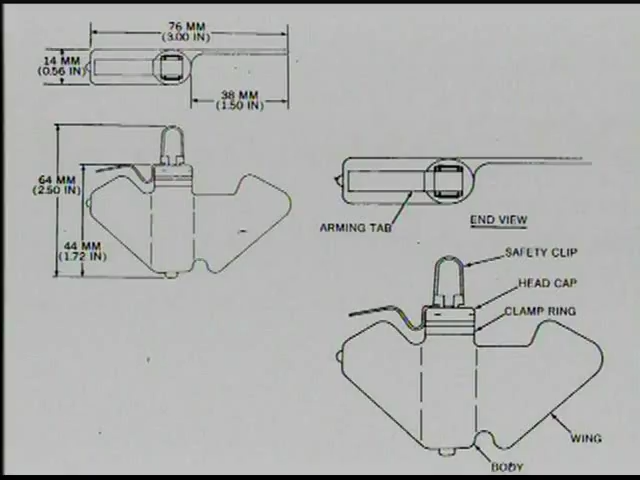 76 MM
(3.00 IN)
14 MM
(0.56 IN)
38 MM
(1.50 IN)
64 MM
(2.50 IN)
44 MM
(1.72 IN)
ARMING TAB
END VIEW
SAFETY CLIP
HEAD CAP
CLAMP RING
WING
BODY